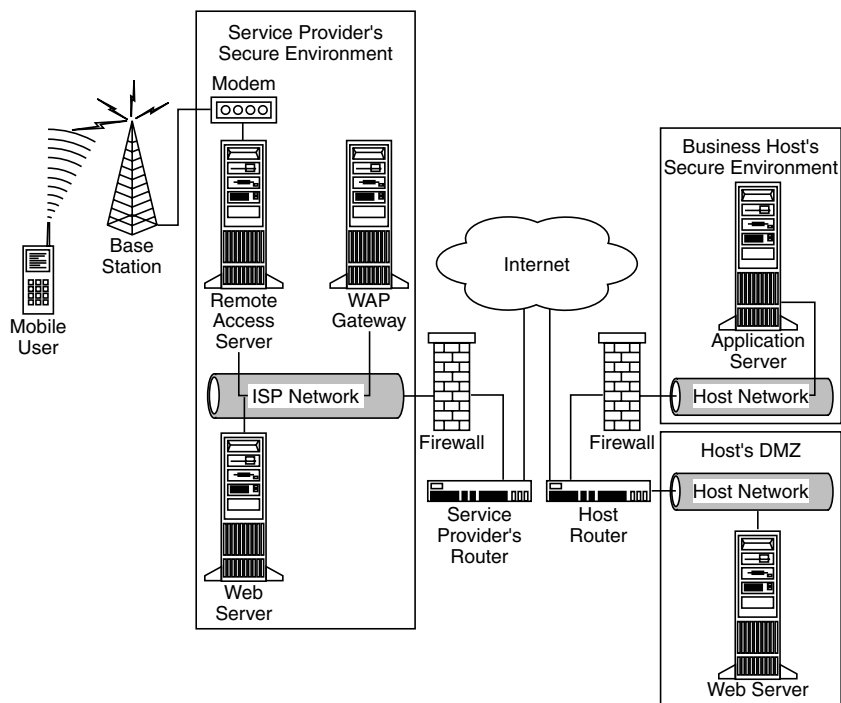 Service Provider's
Secure Environment
Modem
Base
Station
Mobile
User
Remote
Access
Server
WAP
Gateway
ISP Network
Web
Server
Firewall
Service
Provider's
Router
Internet
Firewall
Host
Router
Business Host's
Secure Environment
Application
Server
Host Network
Host's DMZ
Host Network
Web Server